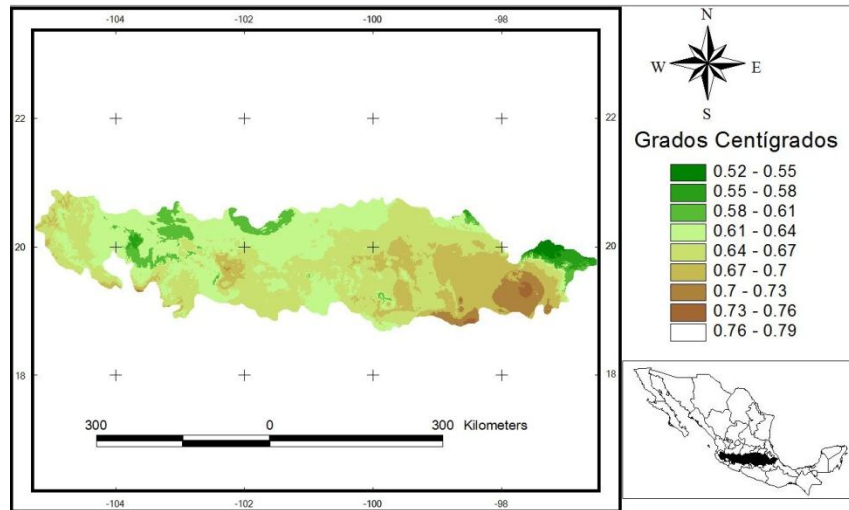 -104 -102 -100 -98
N
W E
S
22 22
20 20
18 18
300 0 300 Kilometers
-104 -102 -100 -98
Grados Centígrados
0.52 - 0.55
0.55 - 0.58
0.58 - 0.61
0.61 - 0.64
0.64 - 0.67
0.67 - 0.7
0.7 - 0.73
0.73 - 0.76
0.76 - 0.79